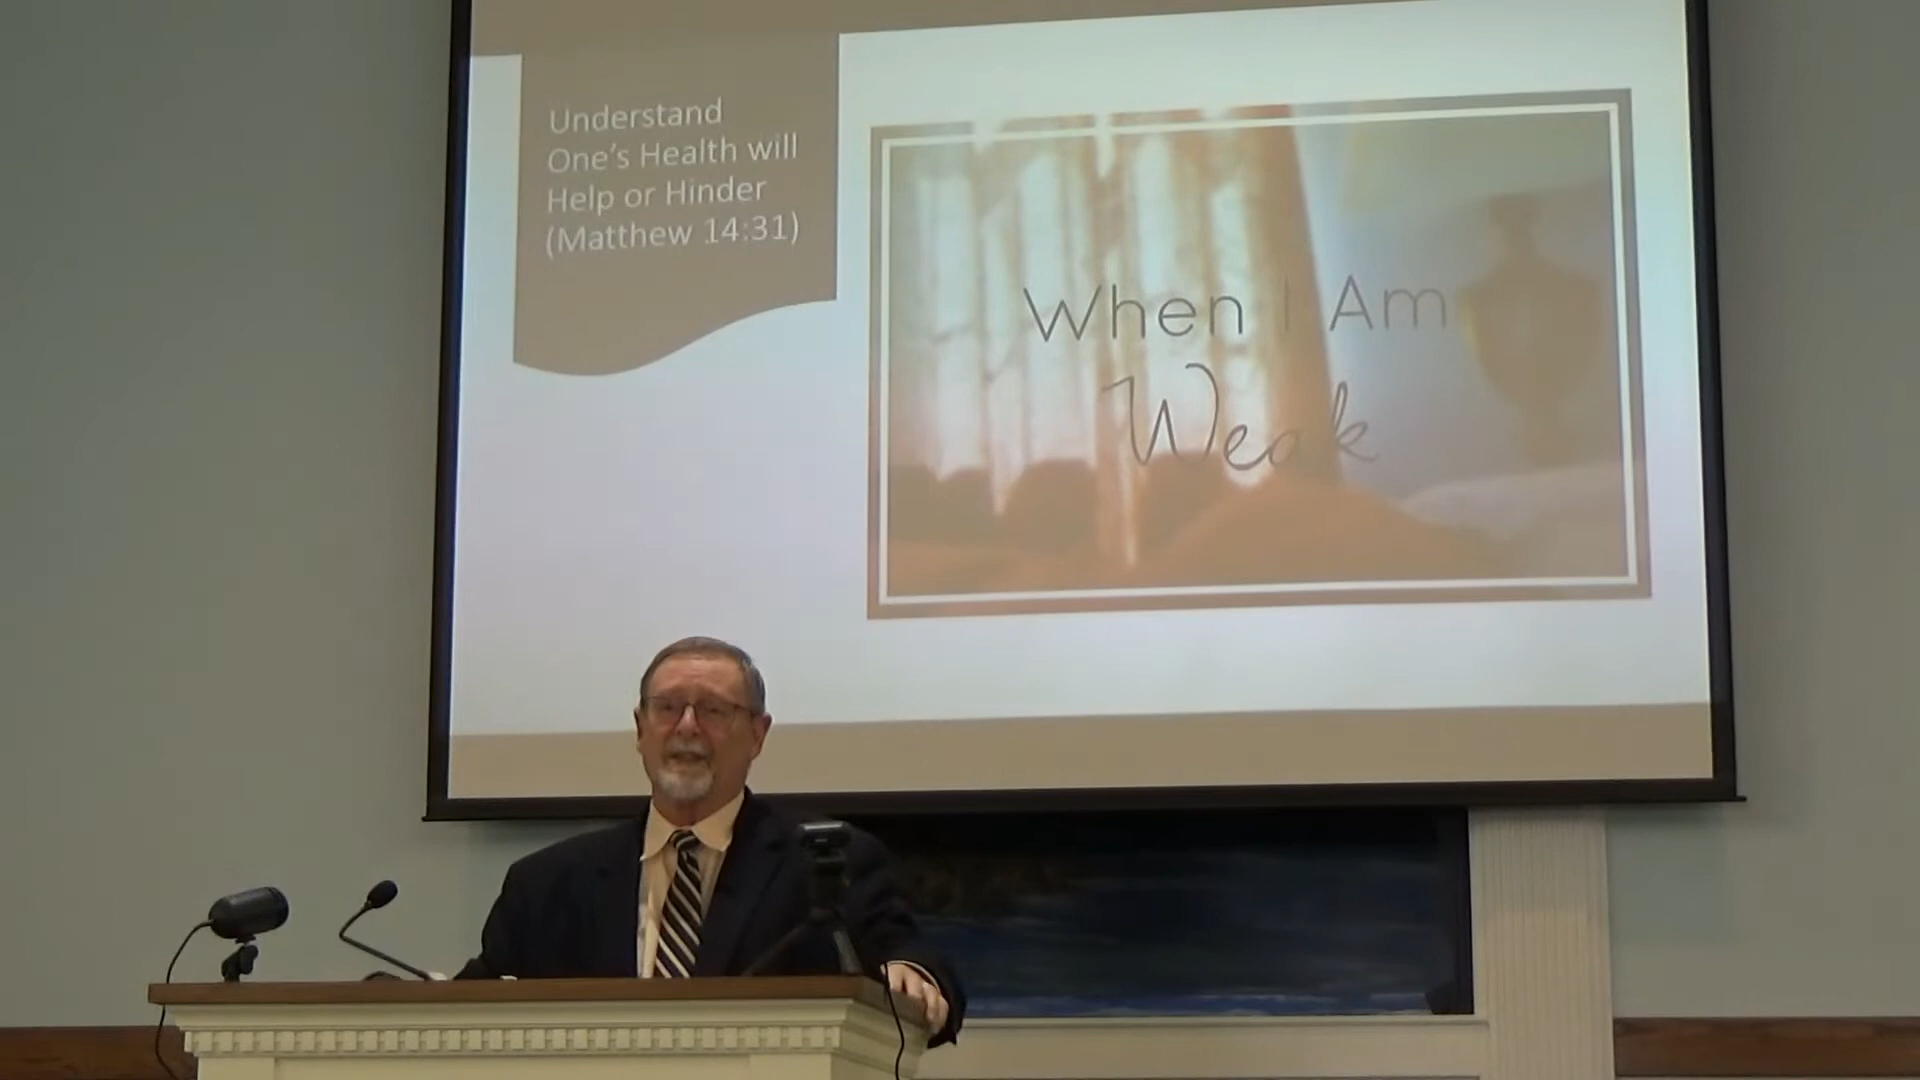 Understand
One's Health will
Help or Hinder
(Matthew 14:31)
When I Am
Weak